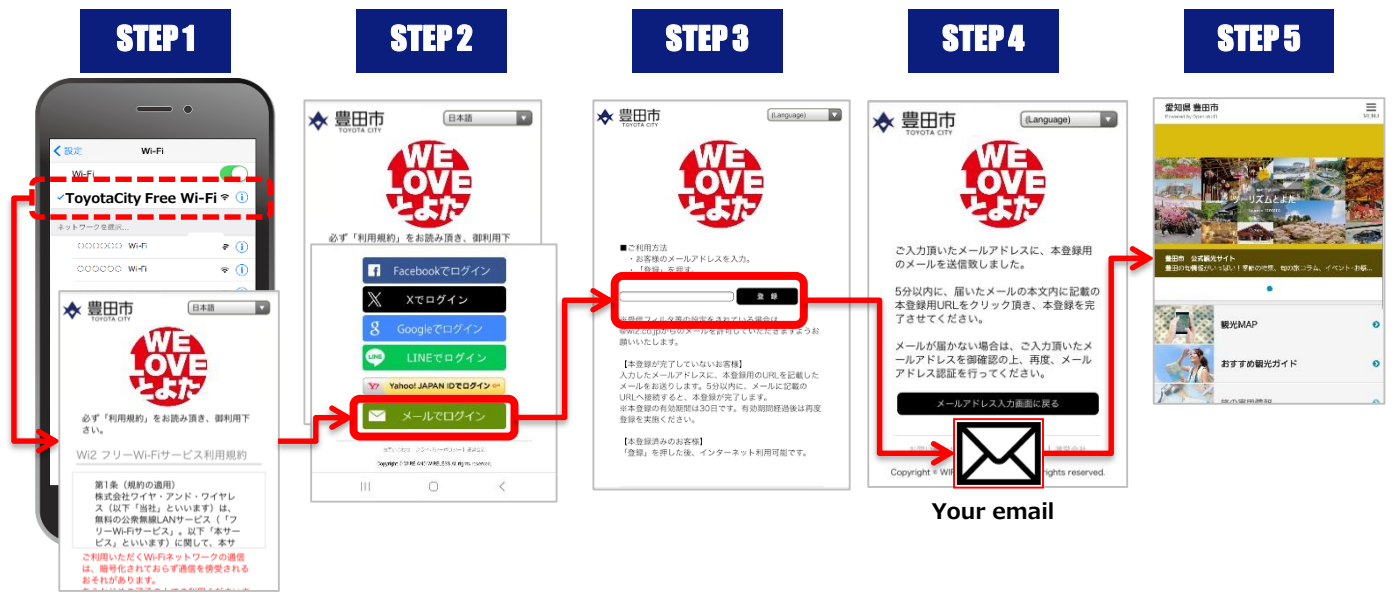 STEP 1
STEP 2
STEP 3
STEP 4
STEP 5
設定
Wi-Fi
Wi-Fi
ToyotaCity Free Wi-Fi
ネットワークを選択...
○○○○○○ Wi-Fi
○○○○○○ Wi-Fi
豊田市
TOYOTA CITY
日本語
WE
LOVE
とよた
必ず「利用規約」をお読み頂き、御利用下
さい。
Wi2 フリーWi-Fiサービス利用規約
第1条（規約の適用）
株式会社ワイヤ・アンド・ワイヤレ
ス（以下「当社」といいます）は、
無料の公衆無線LANサービス（「フ
リーWi-Fiサービス」。以下「本サー
ビス」といいます）に関して、本サ
ご利用いただくWi-Fiネットワークの通信
は、暗号化されておらず通信を傍受される
おそれがあります。
豊田市
TOYOTA CITY
日本語
WE
LOVE
とよた
必ず「利用規約」をお読み頂き、御利用下
Facebookでログイン
Xでログイン
Googleでログイン
LINE
LINEでログイン
Yahoo! JAPAN IDでログイン
メールでログイン
豊田市
TOYOTA CITY
(Language)
WE
LOVE
とよた
■ご利用方法
・お客様のメールアドレスを入力。
・「登録」を押す。
登 録
※受信フィルタ等の設定をされている場合は
@wi2.co.jpからのメールを許可していただきますようお
願いいたします。
【本登録が完了していないお客様】
入力したメールアドレスに、本登録用のURLを記載した
メールをお送りします。5分以内に、メールに記載の
URLへ接続すると、本登録が完了します。
※本登録の有効期間は30日です。有効期間経過後は再度
登録を実施ください。
【本登録済みのお客様】
「登録」を押した後、インターネット利用可能です。
豊田市
TOYOTA CITY
(Language)
WE
LOVE
とよた
ご入力頂いたメールアドレスに、本登録用
のメールを送信致しました。
5分以内に、届いたメールの本文内に記載の
本登録用URLをクリック頂き、本登録を完
了させてください。
メールが届かない場合は、ご入力頂いたメ
ールアドレスを御確認の上、再度、メール
アドレス認証を行ってください。
メールアドレス入力画面に戻る
Copyright © WIR
rights reserved.
Your email
愛知県 豊田市
MENU
ツーリズムとよた
豊田市 公式観光サイト
観光MAP
おすすめ観光ガイド